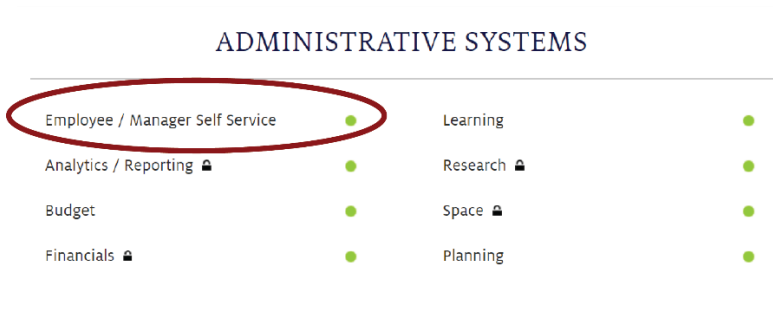 ADMINISTRATIVE SYSTEMS
Employee / Manager Self Service
Learning
Analytics / Reporting
Research
Budget
Space
Financials
Planning